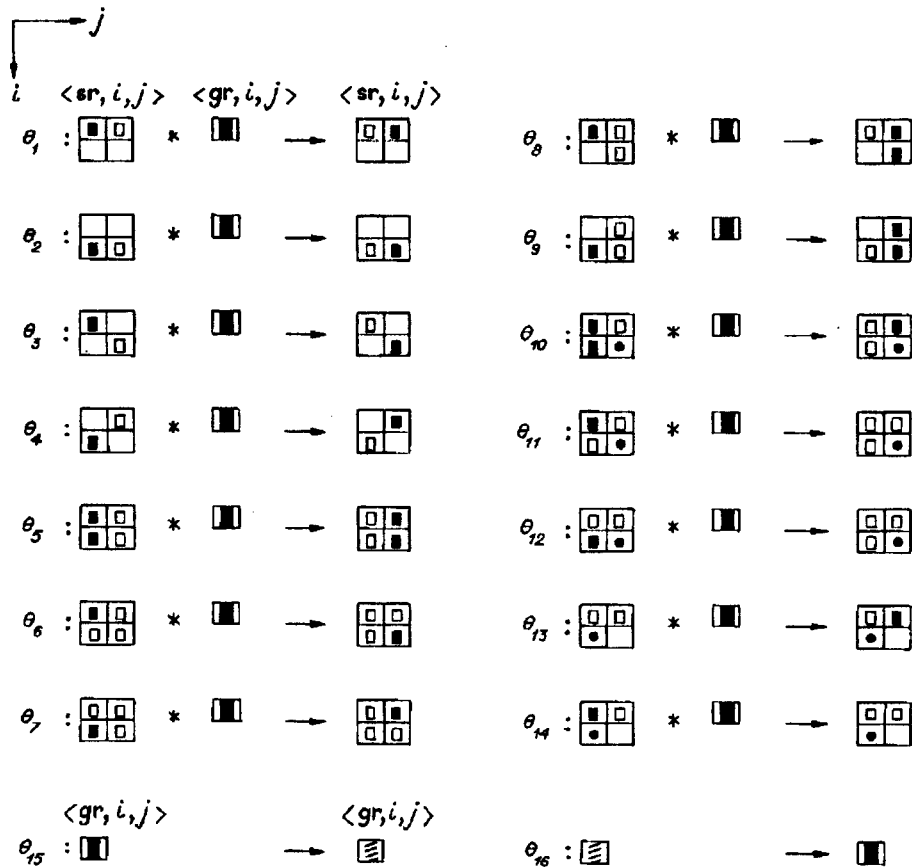 j
i <sr, i, j> <gr, i, j> <sr, i, j>
θ1 : * → θ8 : * →
θ2 : * → θ9 : * →
θ3 : * → θ10 : * →
θ4 : * → θ11 : * →
θ5 : * → θ12 : * →
θ6 : * → θ13 : * →
θ7 : * → θ14 : * →
<gr, i, j> <gr, i, j>
θ15 : → θ16 : →